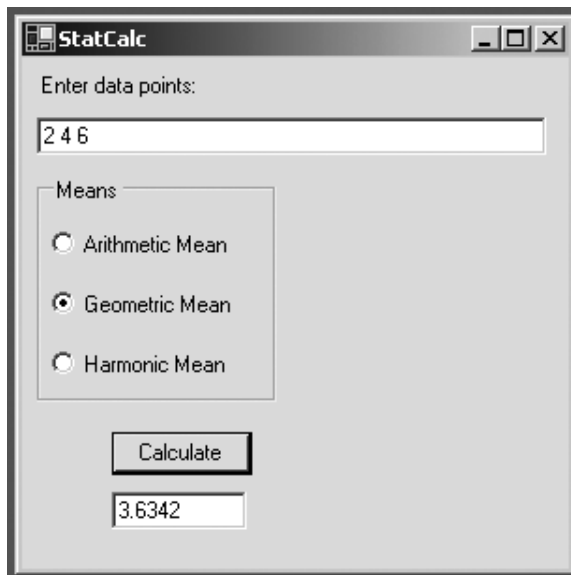 StatCalc
Enter data points:
2 4 6
Means
Arithmetic Mean
Geometric Mean
Harmonic Mean
Calculate
3.6342